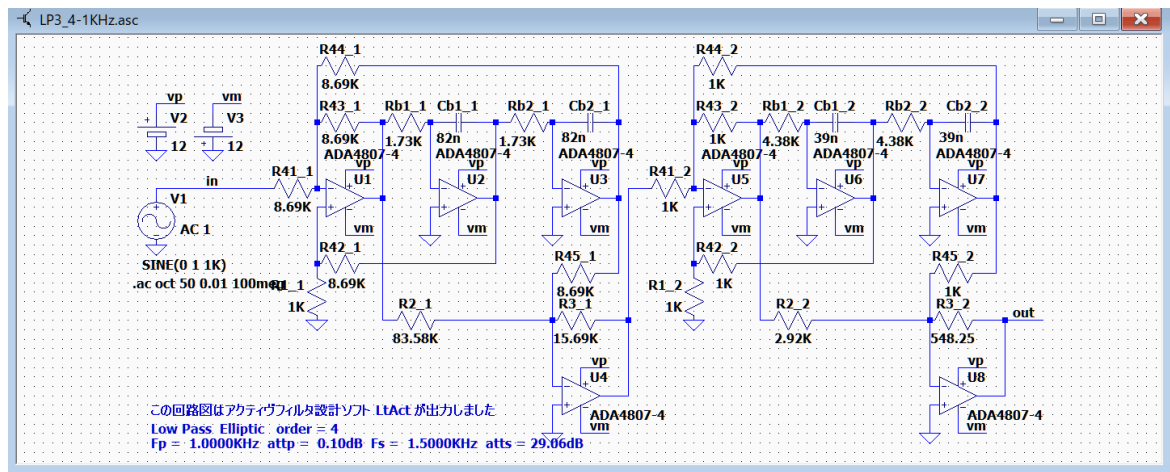 LP3_4-1KHz.asc
R44_1
8.69K
R44_2
1K
vp
V2
12
vm
V3
12
R43_1
8.69K
Rb1_1
1.73K
Cb1_1
82n
Rb2_1
1.73K
Cb2_1
82n
R43_2
1K
Rb1_2
4.38K
Cb1_2
39n
Rb2_2
4.38K
Cb2_2
39n
ADA4807-4
vp
U1
vm
ADA4807-4
vp
U2
vm
ADA4807-4
vp
U3
vm
ADA4807-4
vp
U5
vm
ADA4807-4
vp
U6
vm
ADA4807-4
vp
U7
vm
in
R41_1
8.69K
R41_2
1K
V1
AC 1
SINE(0 1 1K)
.ac oct 50 0.01 100meg
R42_1
8.69K
R1_1
1K
R45_1
8.69K
R42_2
1K
R1_2
1K
R45_2
1K
R2_1
83.58K
R3_1
15.69K
R2_2
2.92K
R3_2
548.25
out
vp
U4
ADA4807-4
vm
vp
U8
ADA4807-4
vm
この回路図はアクティヴフィルタ設計ソフト LtAct が出力しました
Low Pass Elliptic order = 4
Fp = 1.0000KHz attp = 0.10dB Fs = 1.5000KHz atts = 29.06dB